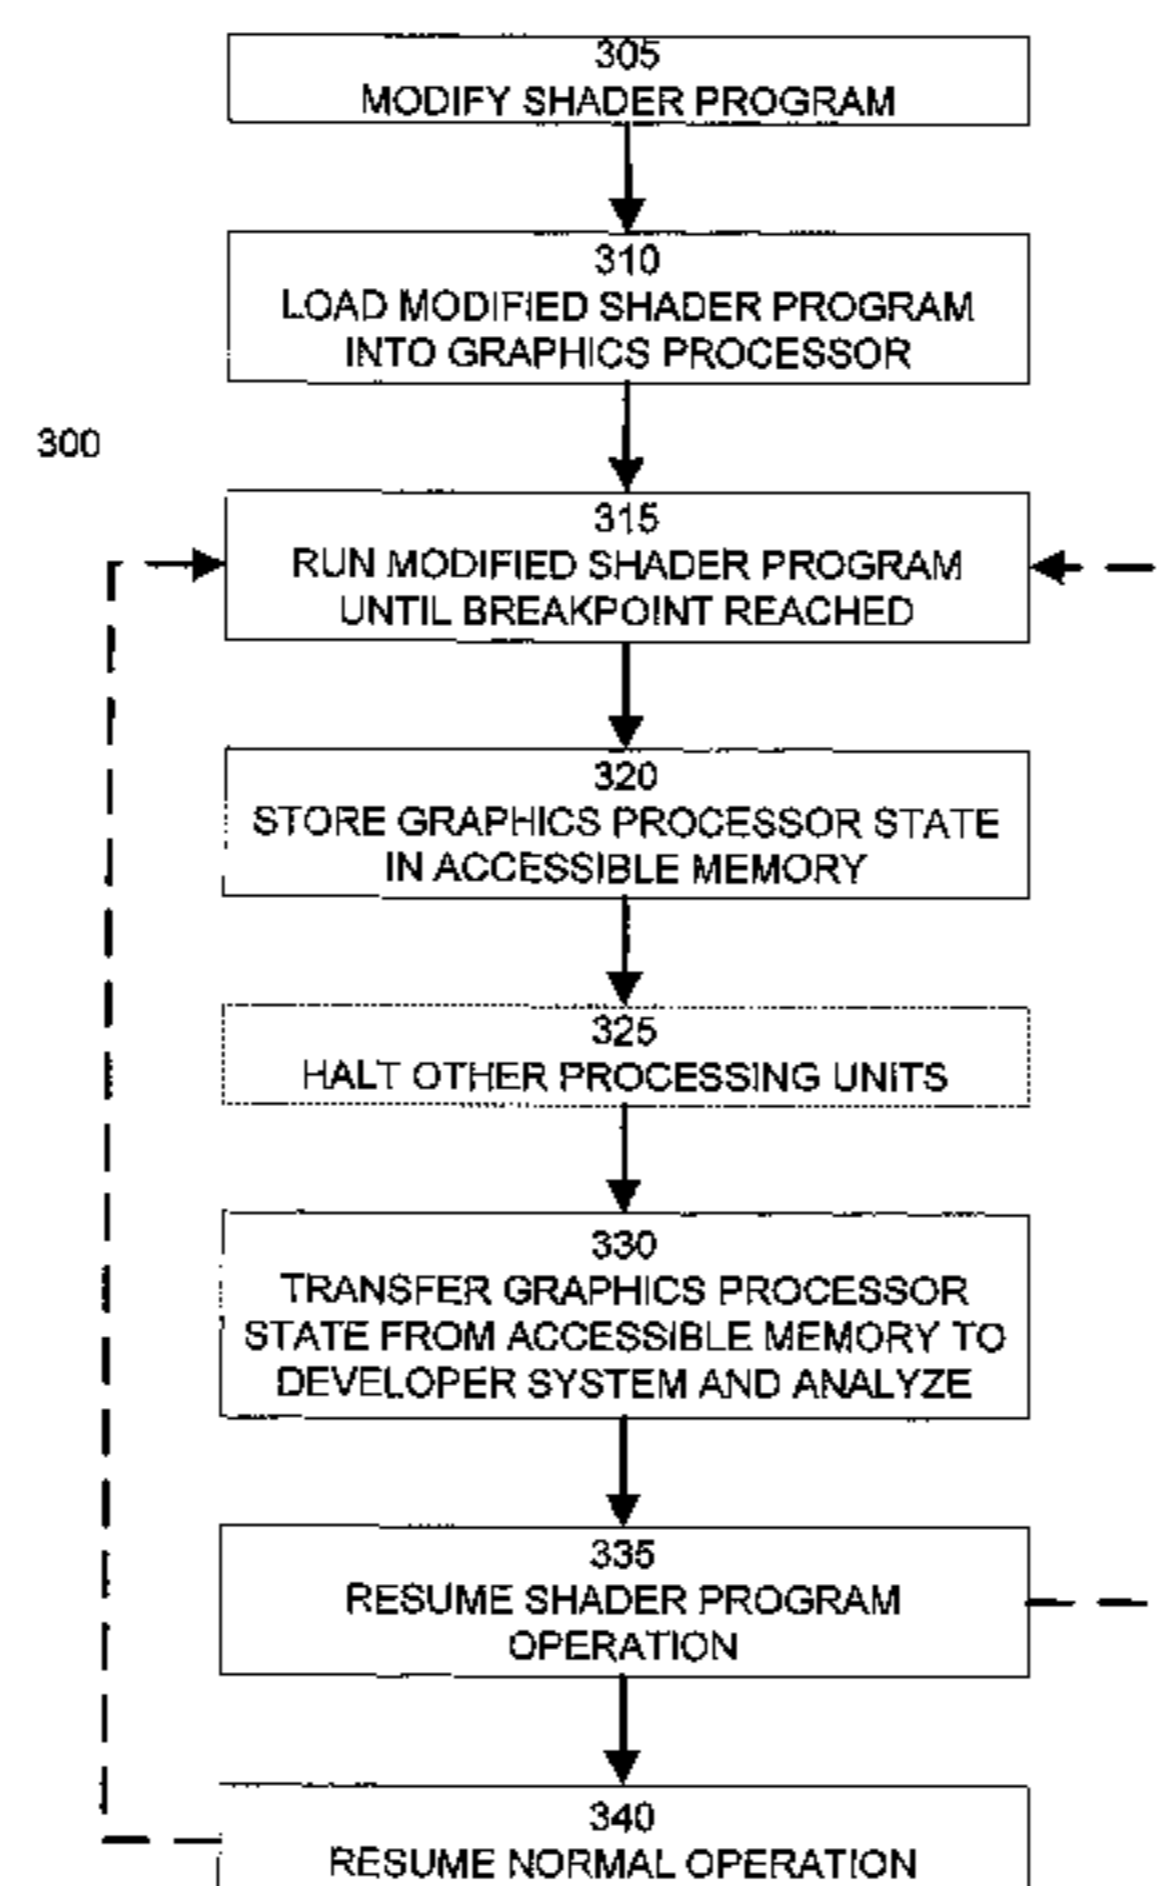 305
MODIFY SHADER PROGRAM
310
LOAD MODIFIED SHADER PROGRAM
INTO GRAPHICS PROCESSOR
300
315
RUN MODIFIED SHADER PROGRAM
UNTIL BREAKPOINT REACHED
320
STORE GRAPHICS PROCESSOR STATE
IN ACCESSIBLE MEMORY
325
HALT OTHER PROCESSING UNITS
330
TRANSFER GRAPHICS PROCESSOR
STATE FROM ACCESSIBLE MEMORY TO
DEVELOPER SYSTEM AND ANALYZE
335
RESUME SHADER PROGRAM
OPERATION
340
RESUME NORMAL OPERATION